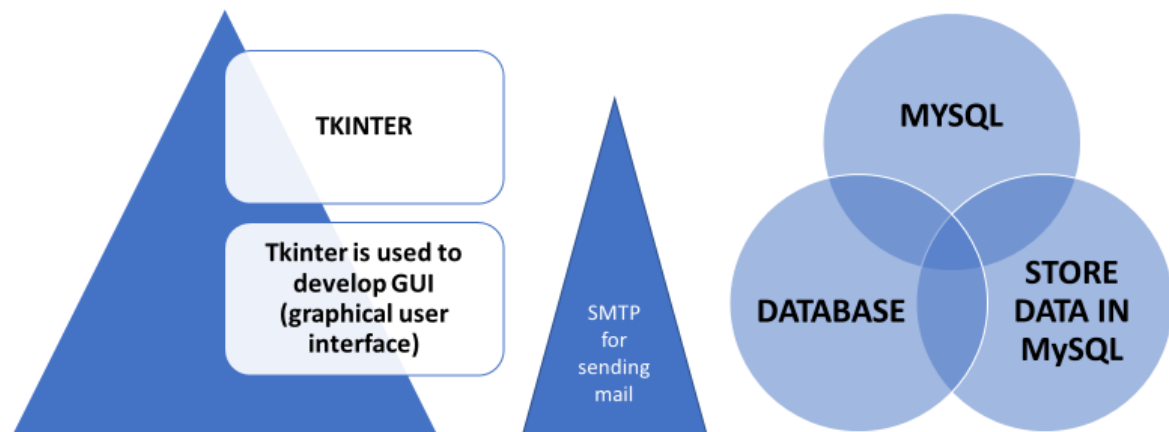 TKINTER
Tkinter is used to
develop GUI
(graphical user
interface)
SMTP
for
sending
mail
MYSQL
DATABASE
STORE
DATA IN
MySQL